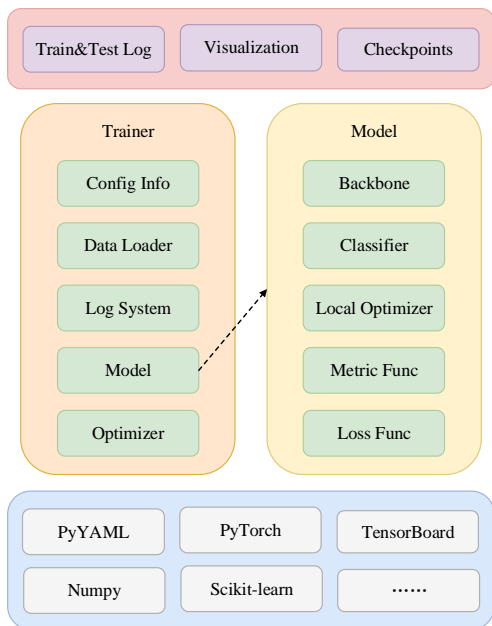 Train&Test Log
Visualization
Checkpoints
Trainer
Config Info
Data Loader
Log System
Model
Optimizer
Model
Backbone
Classifier
Local Optimizer
Metric Func
Loss Func
PyYAML
PyTorch
TensorBoard
Numpy
Scikit-learn
……